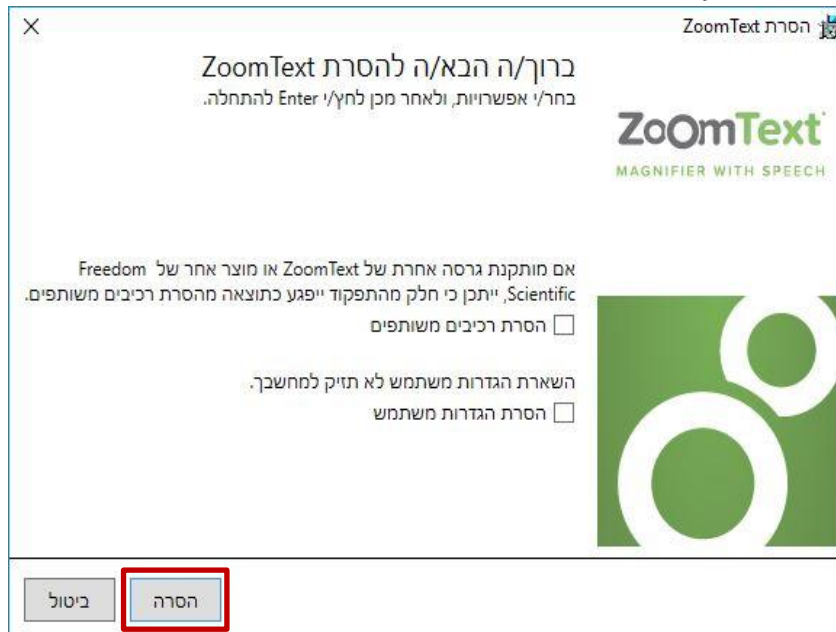 הסרת ZoomText
ברוך/ה הבא/ה להסרת ZoomText
בחר/י אפשרויות, ולאחר מכן לחץ/י Enter להתחלה.
ZoomText
MAGNIFIER WITH SPEECH
אם מותקנת גרסה אחרת של ZoomText או מוצר אחר של Freedom
Scientific, ייתכן כי חלק מהתפקוד ייפגע כתוצאה מהסרת רכיבים משותפים.
הסרת רכיבים משותפים
השארת הגדרות משתמש לא תזיק למחשבך.
הסרת הגדרות משתמש
הסרה
ביטול